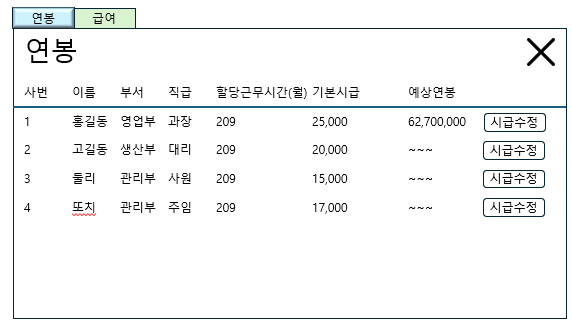 연봉 급여
연봉
사번 이름 부서 직급 할당근무시간(월) 기본시급 예상연봉
1 홍길동 영업부 과장 209 25,000 62,700,000 시급수정
2 고길동 생산부 대리 209 20,000 ~~~ 시급수정
3 둘리 관리부 사원 209 15,000 ~~~ 시급수정
4 또치 관리부 주임 209 17,000 ~~~ 시급수정